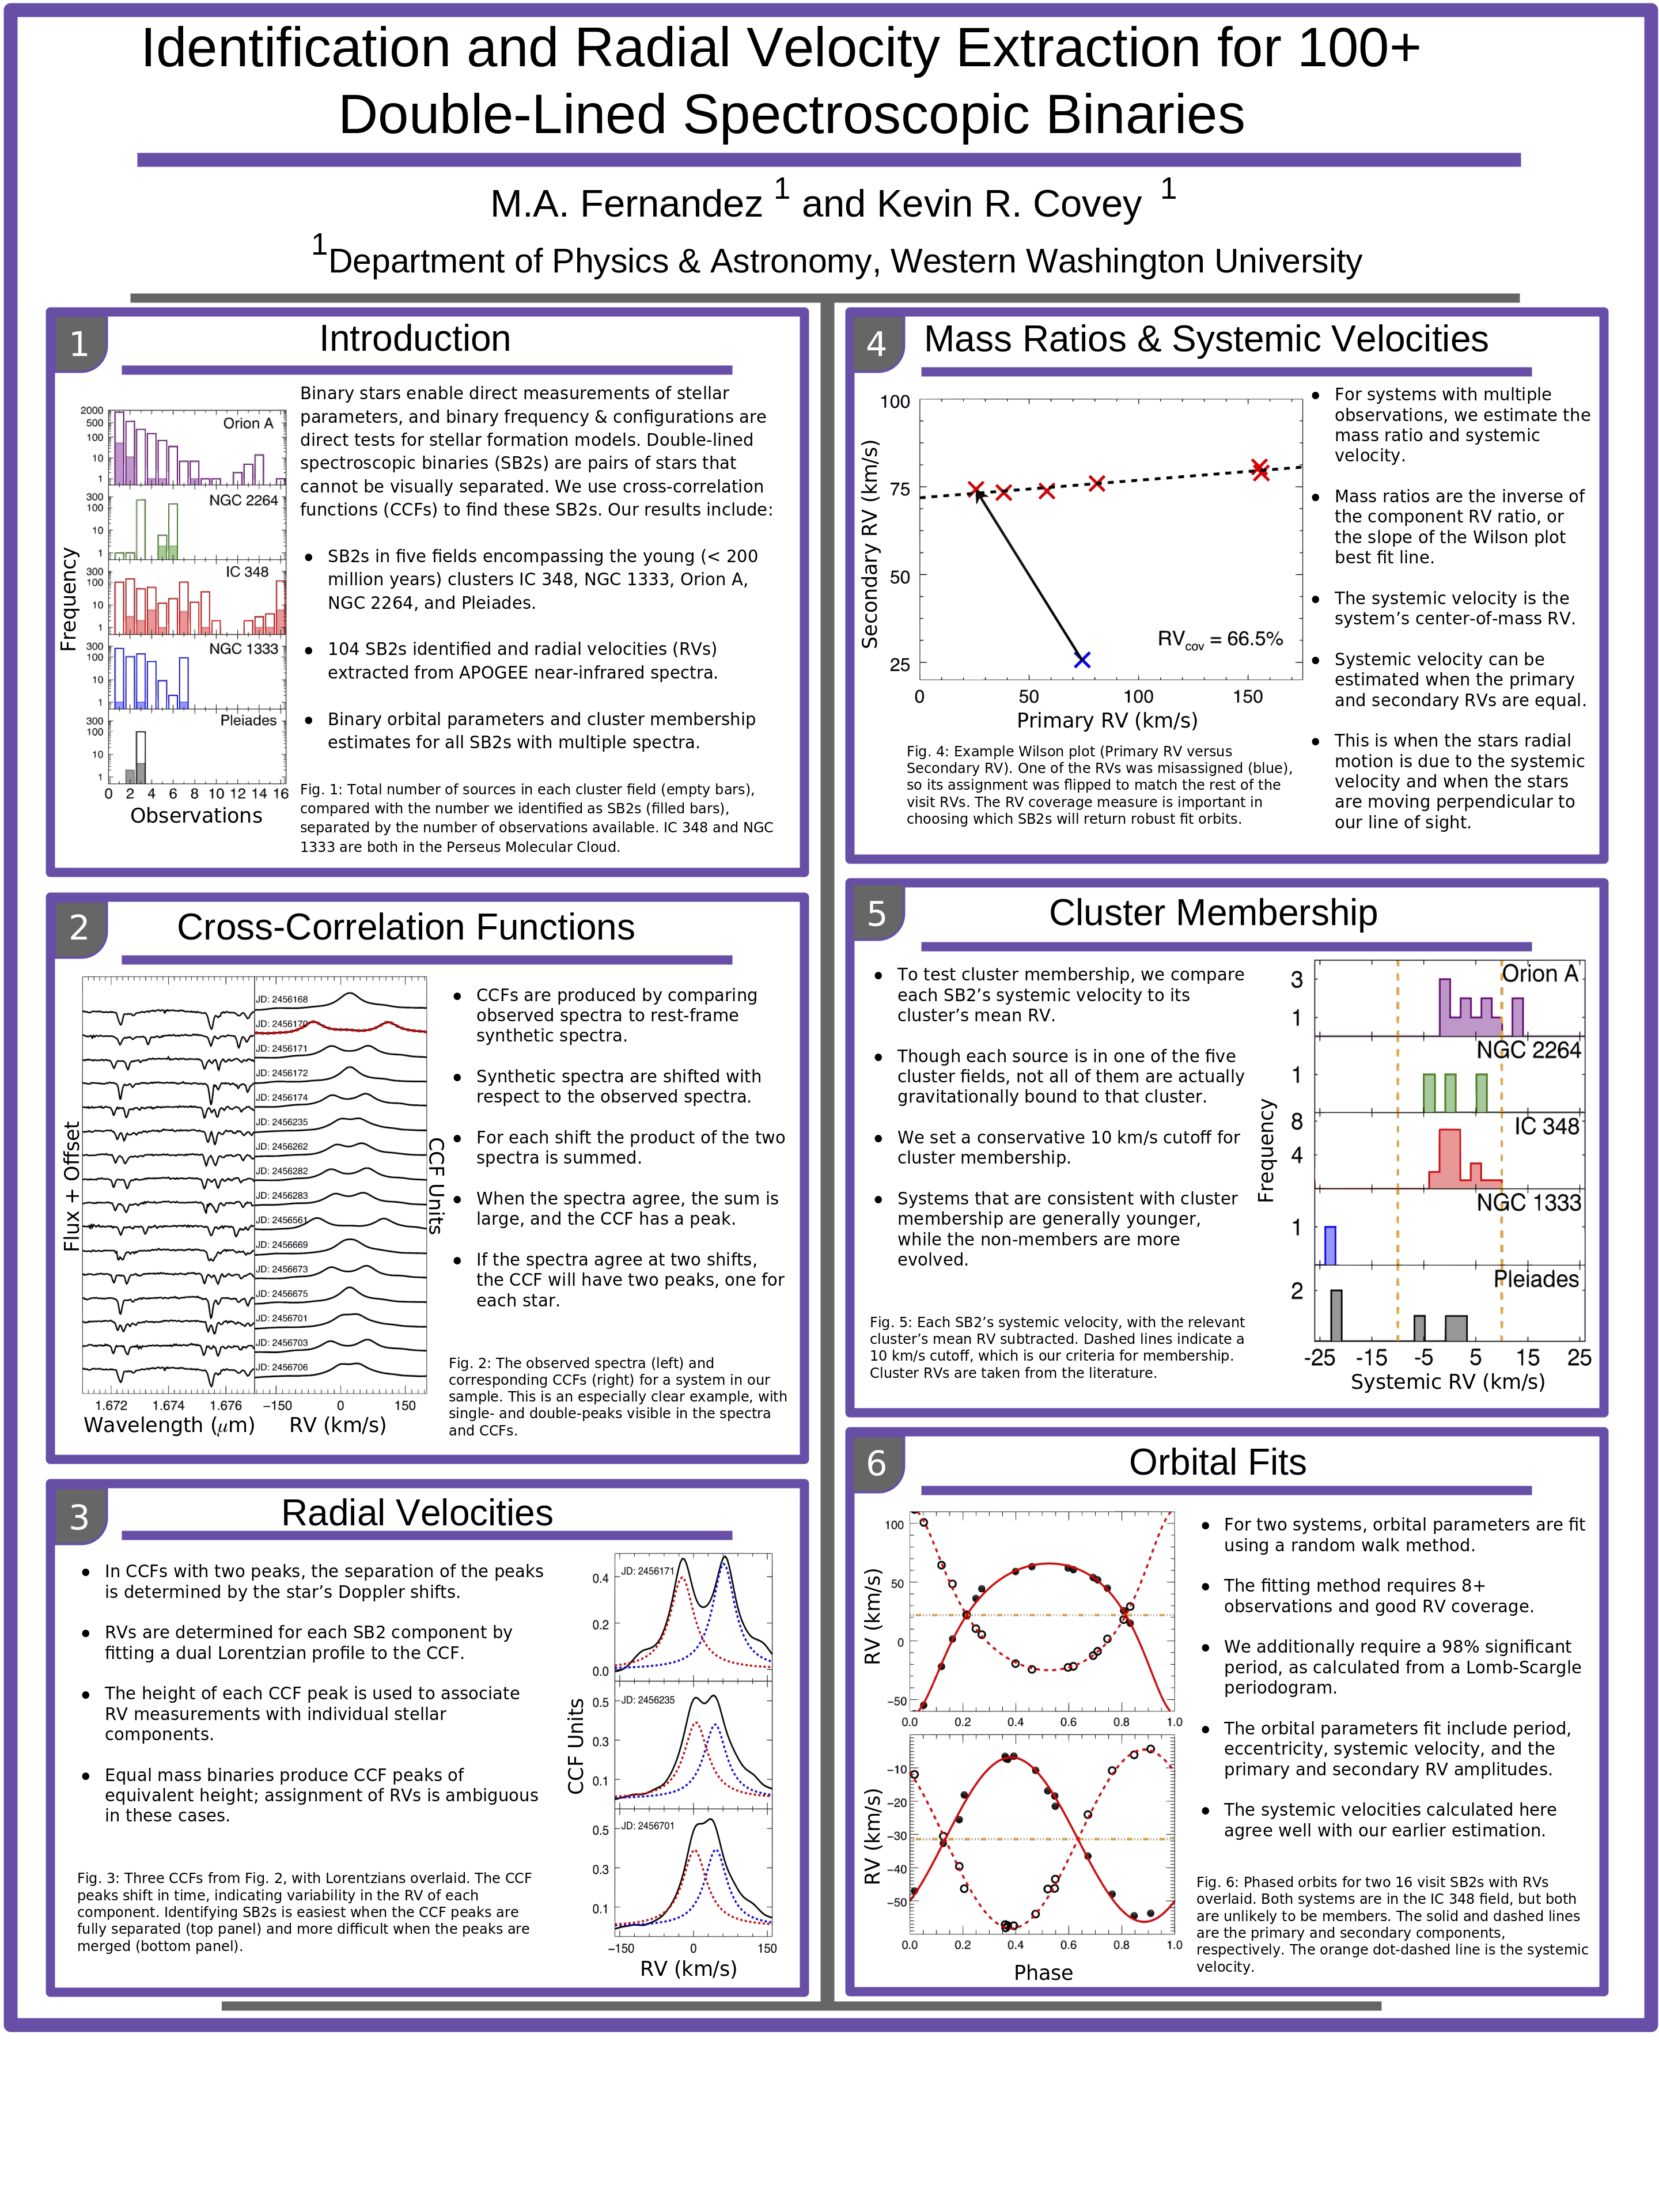 Identification and Radial Velocity Extraction for 100+
Double-Lined Spectroscopic Binaries
M.A. Fernandez 1 and Kevin R. Covey 1
1Department of Physics & Astronomy, Western Washington University
1
Introduction
Frequency
2000
500
100
10
1
Orion A
300
100
10
1
NGC 2264
300
100
10
1
IC 348
300
100
10
1
NGC 1333
300
100
10
1
Pleiades
0 2 4 6 8 10 12 14 16
Observations
Binary stars enable direct measurements of stellar
parameters, and binary frequency & configurations are
direct tests for stellar formation models. Double-lined
spectroscopic binaries (SB2s) are pairs of stars that
cannot be visually separated. We use cross-correlation
functions (CCFs) to find these SB2s. Our results include:
● SB2s in five fields encompassing the young (< 200
million years) clusters IC 348, NGC 1333, Orion A,
NGC 2264, and Pleiades.
● 104 SB2s identified and radial velocities (RVs)
extracted from APOGEE near-infrared spectra.
● Binary orbital parameters and cluster membership
estimates for all SB2s with multiple spectra.
Fig. 1: Total number of sources in each cluster field (empty bars),
compared with the number we identified as SB2s (filled bars),
separated by the number of observations available. IC 348 and NGC
1333 are both in the Perseus Molecular Cloud.
2
Cross-Correlation Functions
Flux + Offset
JD: 2456168
JD: 2456170
JD: 2456171
JD: 2456172
JD: 2456174
JD: 2456235
JD: 2456262
JD: 2456282
JD: 2456283
JD: 2456561
JD: 2456669
JD: 2456673
JD: 2456675
JD: 2456701
JD: 2456703
JD: 2456706
CCF Units
1.672 1.674 1.676 −150 0 150
Wavelength (μm) RV (km/s)
● CCFs are produced by comparing
observed spectra to rest-frame
synthetic spectra.
● Synthetic spectra are shifted with
respect to the observed spectra.
● For each shift the product of the two
spectra is summed.
● When the spectra agree, the sum is
large, and the CCF has a peak.
● If the spectra agree at two shifts,
the CCF will have two peaks, one for
each star.
Fig. 2: The observed spectra (left) and
corresponding CCFs (right) for a system in our
sample. This is an especially clear example, with
single- and double-peaks visible in the spectra
and CCFs.
3
Radial Velocities
● In CCFs with two peaks, the separation of the peaks
is determined by the star's Doppler shifts.
● RVs are determined for each SB2 component by
fitting a dual Lorentzian profile to the CCF.
● The height of each CCF peak is used to associate
RV measurements with individual stellar
components.
● Equal mass binaries produce CCF peaks of
equivalent height; assignment of RVs is ambiguous
in these cases.
Fig. 3: Three CCFs from Fig. 2, with Lorentzians overlaid. The CCF
peaks shift in time, indicating variability in the RV of each
component. Identifying SB2s is easiest when the CCF peaks are
fully separated (top panel) and more difficult when the peaks are
merged (bottom panel).
CCF Units
JD: 2456171
0.4
0.2
0.0
JD: 2456235
0.5
0.3
0.1
JD: 2456701
0.5
0.3
0.1
−150 0 150
RV (km/s)
4
Mass Ratios & Systemic Velocities
Secondary RV (km/s)
100
75
50
25
RVcov = 66.5%
0 50 100 150
Primary RV (km/s)
Fig. 4: Example Wilson plot (Primary RV versus
Secondary RV). One of the RVs was misassigned (blue),
so its assignment was flipped to match the rest of the
visit RVs. The RV coverage measure is important in
choosing which SB2s will return robust fit orbits.
● For systems with multiple
observations, we estimate the
mass ratio and systemic
velocity.
● Mass ratios are the inverse of
the component RV ratio, or
the slope of the Wilson plot
best fit line.
● The systemic velocity is the
system's center-of-mass RV.
● Systemic velocity can be
estimated when the primary
and secondary RVs are equal.
● This is when the stars radial
motion is due to the systemic
velocity and when the stars
are moving perpendicular to
our line of sight.
5
Cluster Membership
● To test cluster membership, we compare
each SB2's systemic velocity to its
cluster's mean RV.
● Though each source is in one of the five
cluster fields, not all of them are actually
gravitationally bound to that cluster.
● We set a conservative 10 km/s cutoff for
cluster membership.
● Systems that are consistent with cluster
membership are generally younger,
while the non-members are more
evolved.
Fig. 5: Each SB2's systemic velocity, with the relevant
cluster's mean RV subtracted. Dashed lines indicate a
10 km/s cutoff, which is our criteria for membership.
Cluster RVs are taken from the literature.
Frequency
3
1
Orion A
1
NGC 2264
8
4
IC 348
1
NGC 1333
2
Pleiades
-25 -15 -5 5 15 25
Systemic RV (km/s)
6
Orbital Fits
RV (km/s)
100
50
0
−50
0.0 0.2 0.4 0.6 0.8 1.0
RV (km/s)
−10
−20
−30
−40
−50
0.0 0.2 0.4 0.6 0.8 1.0
Phase
● For two systems, orbital parameters are fit
using a random walk method.
● The fitting method requires 8+
observations and good RV coverage.
● We additionally require a 98% significant
period, as calculated from a Lomb-Scargle
periodogram.
● The orbital parameters fit include period,
eccentricity, systemic velocity, and the
primary and secondary RV amplitudes.
● The systemic velocities calculated here
agree well with our earlier estimation.
Fig. 6: Phased orbits for two 16 visit SB2s with RVs
overlaid. Both systems are in the IC 348 field, but both
are unlikely to be members. The solid and dashed lines
are the primary and secondary components,
respectively. The orange dot-dashed line is the systemic
velocity.